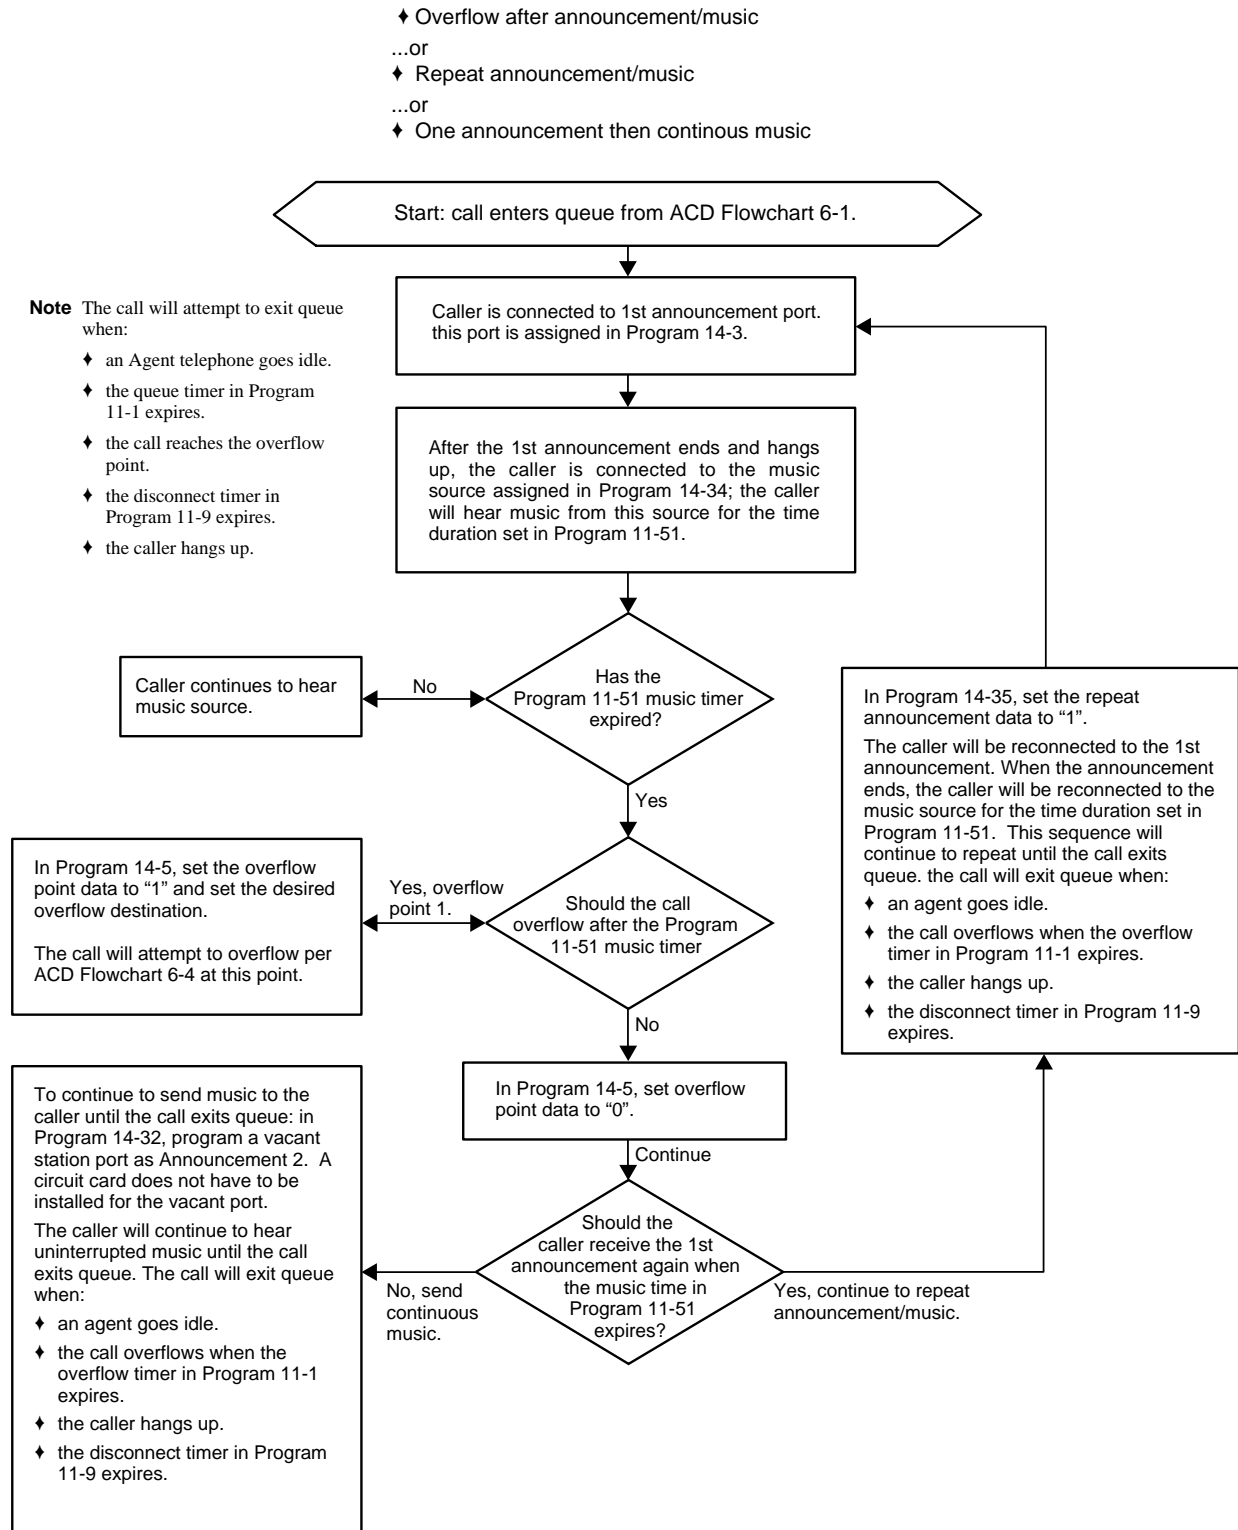 ♦ Overflow after announcement/music
...or
♦ Repeat announcement/music
...or
♦ One announcement then continous music
Start: call enters queue from ACD Flowchart 6-1.
Caller is connected to 1st announcement port.
this port is assigned in Program 14-3.
Note The call will attempt to exit queue
when:
♦ an Agent telephone goes idle.
♦ the queue timer in Program
11-1 expires.
♦ the call reaches the overflow
point.
♦ the disconnect timer in
Program 11-9 expires.
♦ the caller hangs up.
After the 1st announcement ends and hangs
up, the caller is connected to the music
source assigned in Program 14-34; the caller
will hear music from this source for the time
duration set in Program 11-51.
Has the
Program 11-51 music timer
expired?
No
Caller continues to hear
music source.
Yes
Should the call
overflow after the Program
11-51 music timer
Yes, overflow
point 1.
In Program 14-5, set the overflow
point data to “1” and set the desired
overflow destination.
The call will attempt to overflow per
ACD Flowchart 6-4 at this point.
No
In Program 14-5, set overflow
point data to “0”.
Continue
Should the
caller receive the 1st
announcement again when
the music time in
Program 11-51
expires?
No, send
continuous
music.
To continue to send music to the
caller until the call exits queue: in
Program 14-32, program a vacant
station port as Announcement 2. A
circuit card does not have to be
installed for the vacant port.
The caller will continue to hear
uninterrupted music until the call
exits queue. The call will exit queue
when:
♦ an agent goes idle.
♦ the call overflows when the
overflow timer in Program 11-1
expires.
♦ the caller hangs up.
♦ the disconnect timer in Program
11-9 expires.
Yes, continue to repeat
announcement/music.
In Program 14-35, set the repeat
announcement data to “1”.
The caller will be reconnected to the 1st
announcement. When the announcement
ends, the caller will be reconnected to the
music source for the time duration set in
Program 11-51. This sequence will
continue to repeat until the call exits
queue. the call will exit queue when:
♦ an agent goes idle.
♦ the call overflows when the overflow
timer in Program 11-1 expires.
♦ the caller hangs up.
♦ the disconnect timer in Program 11-9
expires.